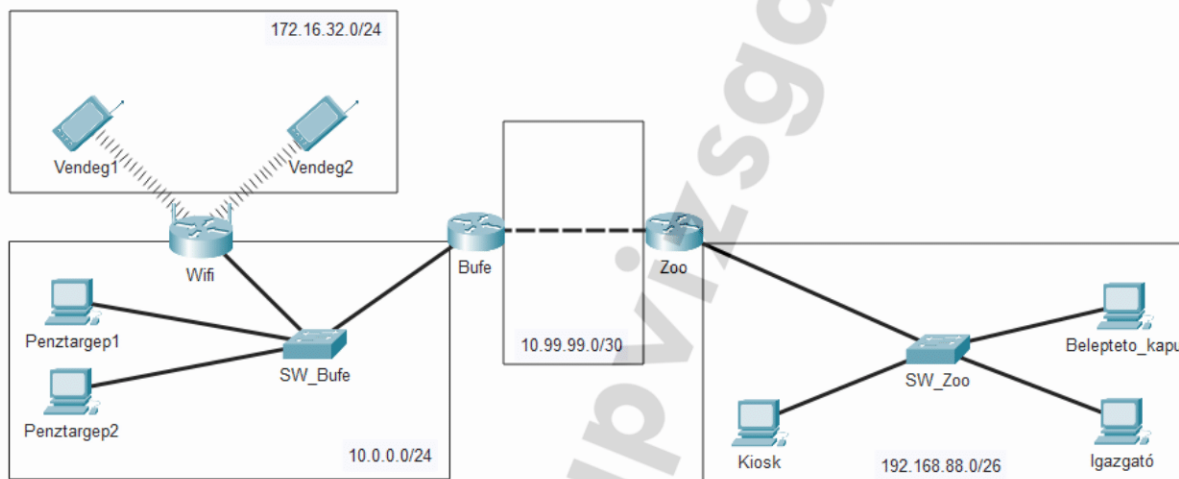 172.16.32.0/24
Vendeg1
Vendeg2
Wifi
Bufe
Zoo
Penztargep1
SW_Bufe
10.99.99.0/30
Belepteto_kapu
SW_Zoo
Penztargep2
10.0.0.0/24
Kiosk
192.168.88.0/26
Igazgató